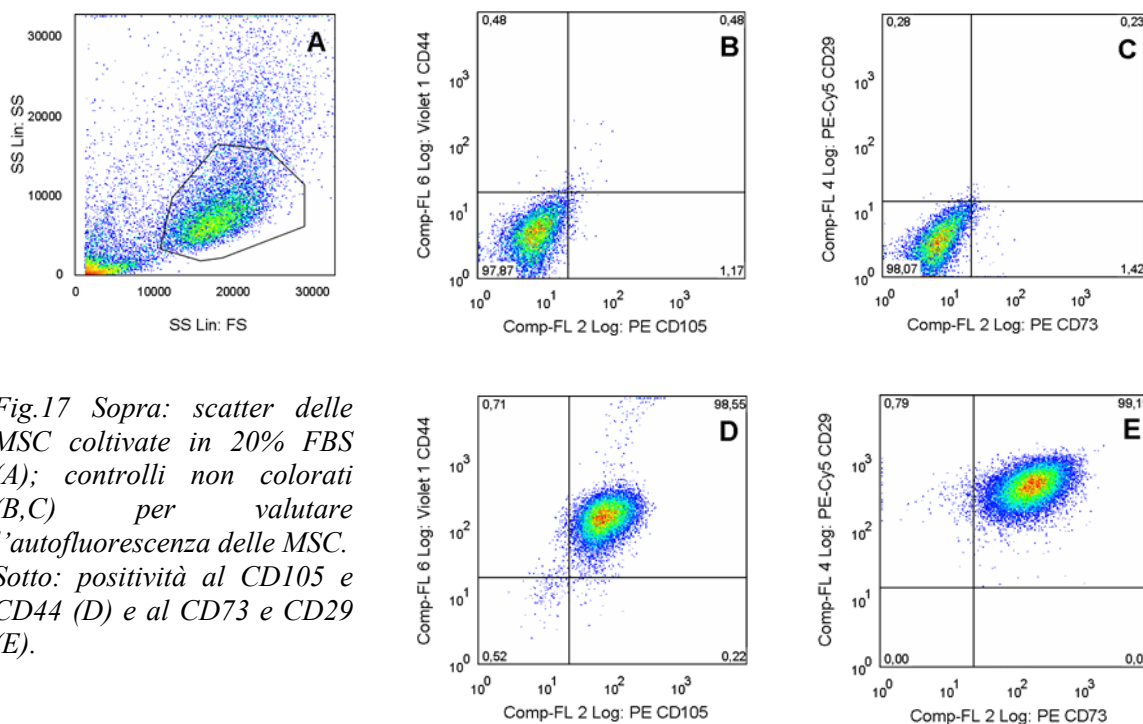 30000
20000
10000
0
SS Lin: SS
A
0
10000
20000
30000
SS Lin: FS
0,48
0,48
B
10³
10²
10¹
10⁰
Comp-FL 6 Log: Violet 1 CD44
97,87
1,17
10⁰
10¹
10²
10³
Comp-FL 2 Log: PE CD105
0,28
0,23
C
10³
10²
10¹
10⁰
Comp-FL 4 Log: PE-Cy5 CD29
98,07
1,42
10⁰
10¹
10²
10³
Comp-FL 2 Log: PE CD73
Fig.17 Sopra: scatter delle
MSC coltivate in 20% FBS
(A); controlli non colorati
(B,C) per valutare
l'autofluorescenza delle MSC.
Sotto: positività al CD105 e
CD44 (D) e al CD73 e CD29
(E).
0,71
98,55
D
10³
10²
10¹
10⁰
Comp-FL 6 Log: Violet 1 CD44
0,52
0,22
10⁰
10¹
10²
10³
Comp-FL 2 Log: PE CD105
0,79
E
10³
10²
10¹
10⁰
Comp-FL 4 Log: PE-Cy5 CD29
0,00
10⁰
10¹
10²
10³
Comp-FL 2 Log: PE CD73